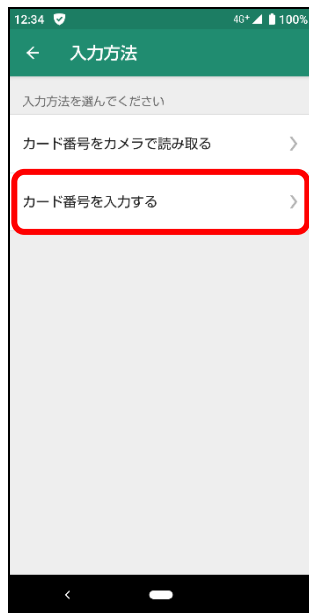 12:34 4G+ 100%
入力方法
入力方法を選んでください
カード番号をカメラで読み取る
カード番号を入力する